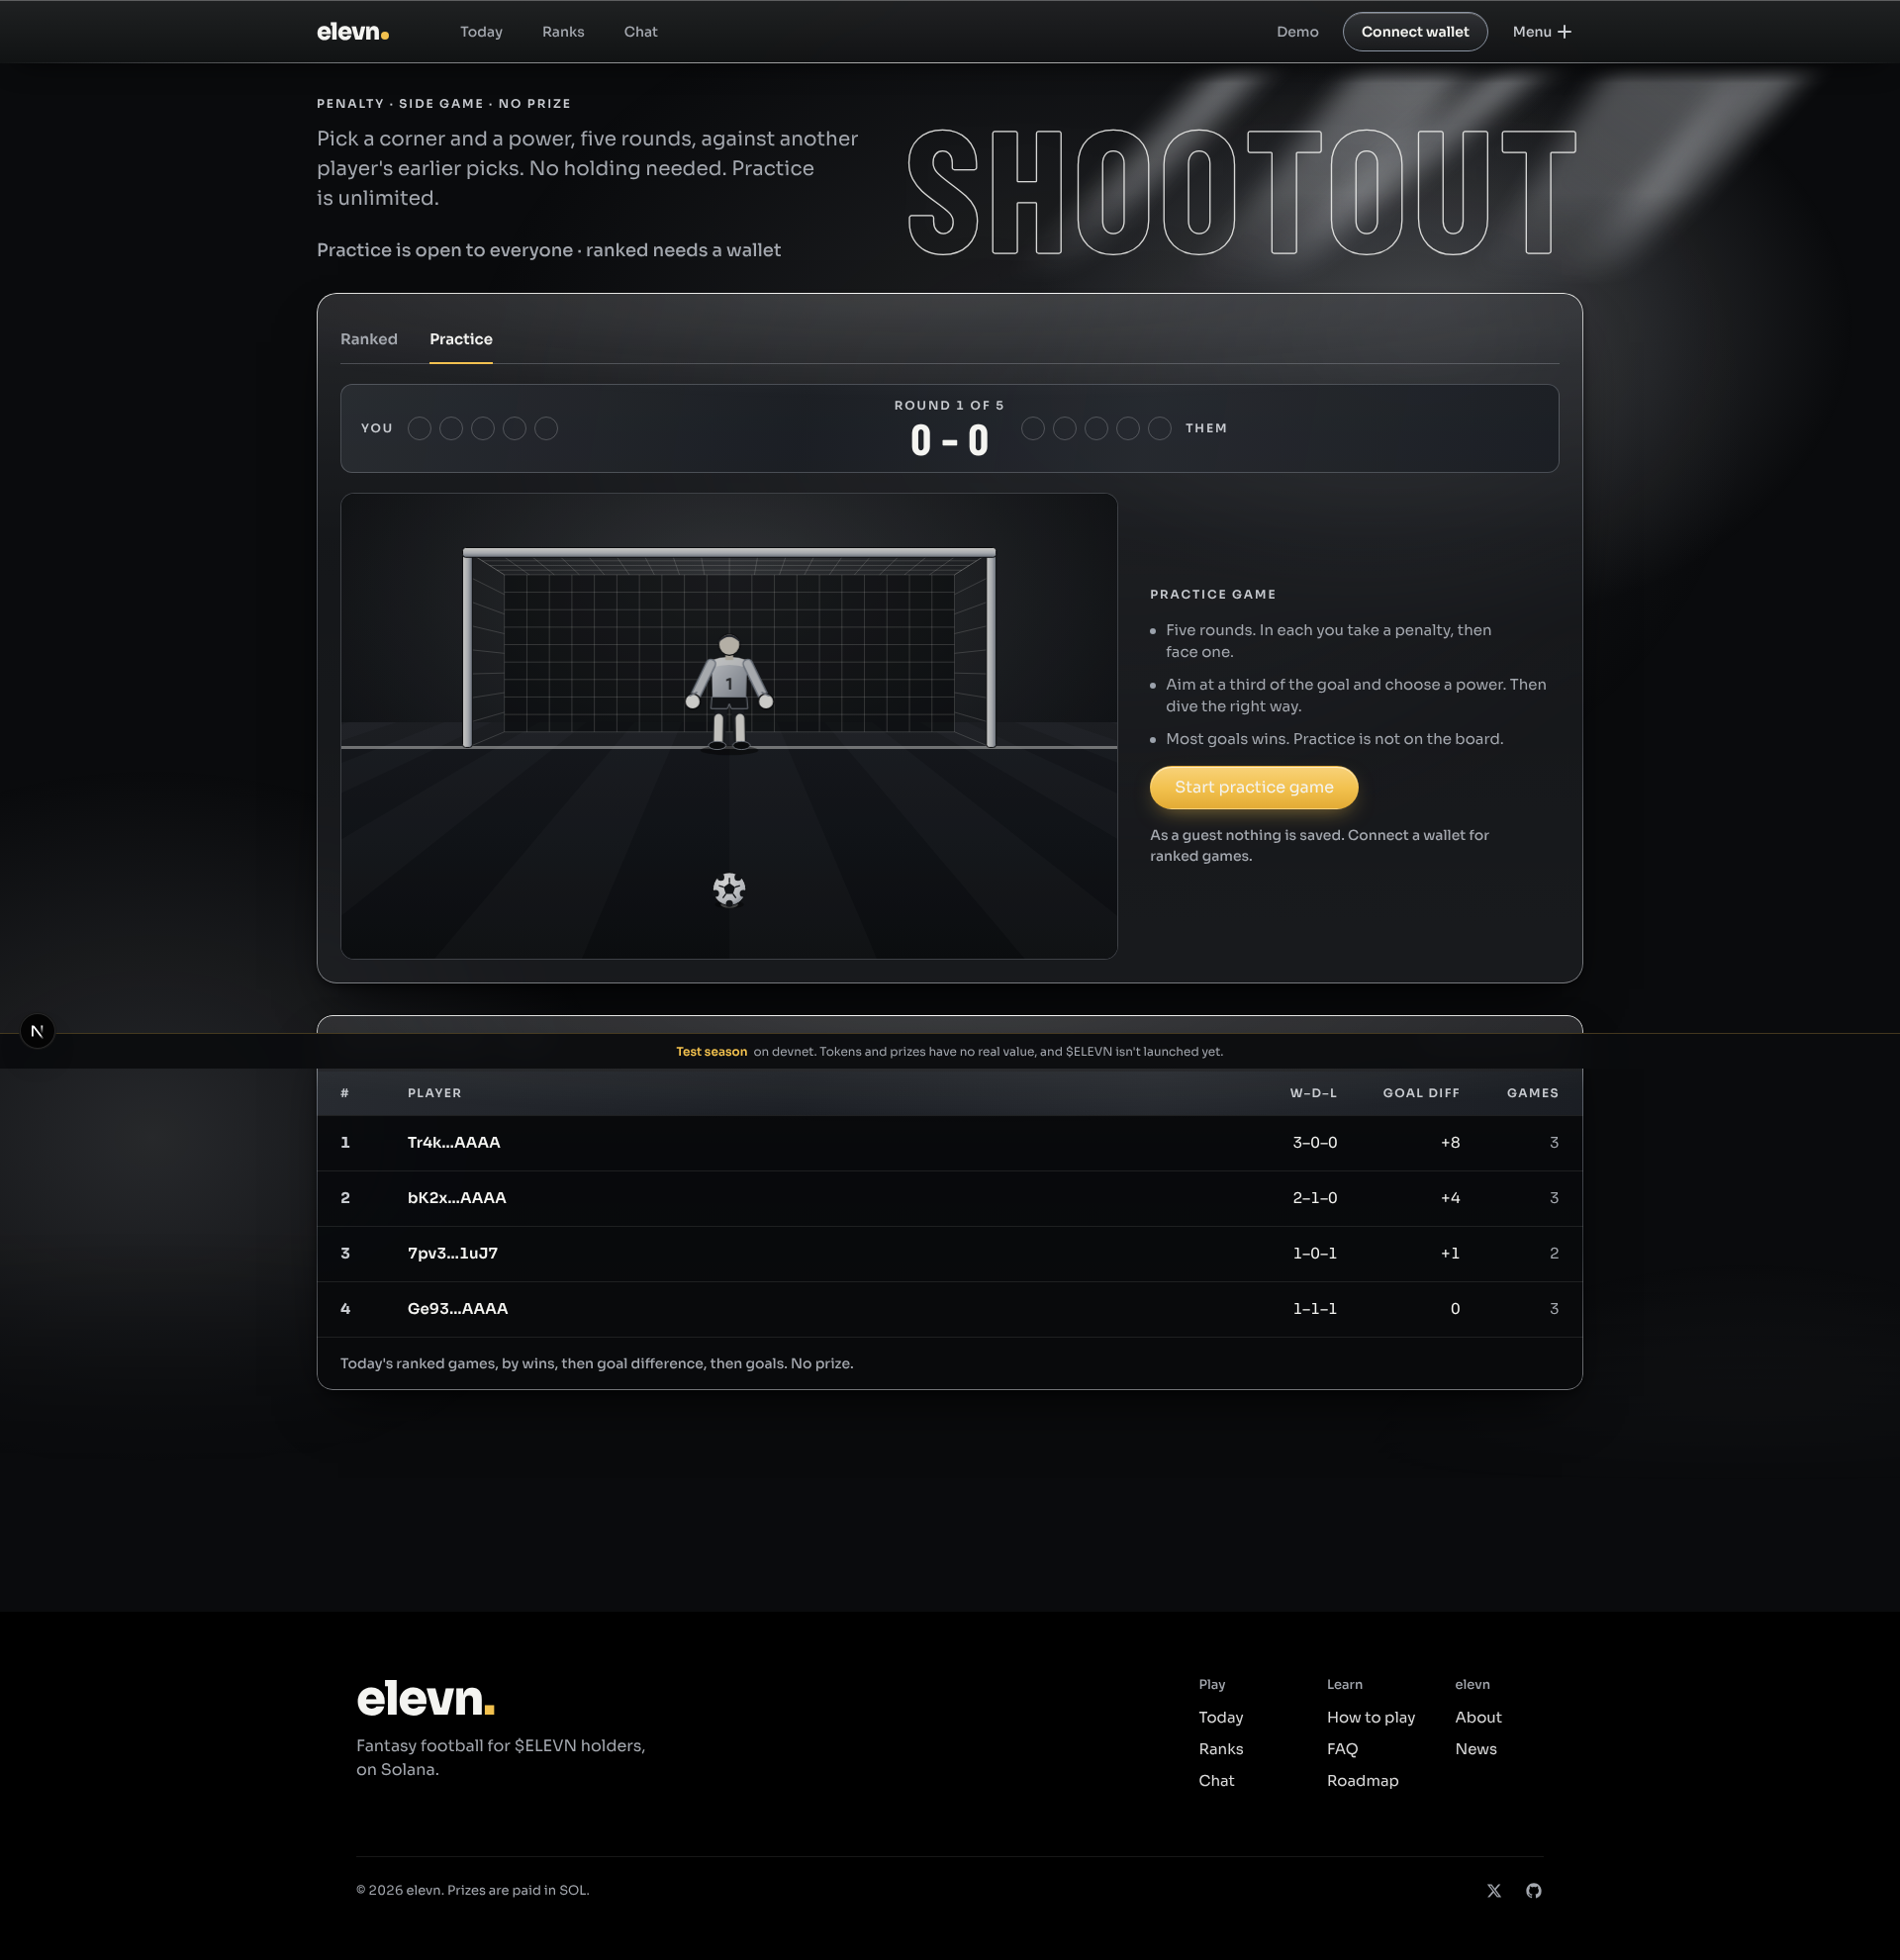 elevn.
Today
Ranks
Chat
Demo
Connect wallet
Menu
PENALTY · SIDE GAME · NO PRIZE
Pick a corner and a power, five rounds, against another
player's earlier picks. No holding needed. Practice
is unlimited.
Practice is open to everyone · ranked needs a wallet
SHOOTOUT
Ranked
Practice
YOU
ROUND 1 OF 5
0 - 0
THEM
1
PRACTICE GAME
Five rounds. In each you take a penalty, then
face one.
Aim at a third of the goal and choose a power. Then
dive the right way.
Most goals wins. Practice is not on the board.
Start practice game
As a guest nothing is saved. Connect a wallet for
ranked games.
N
Test season on devnet. Tokens and prizes have no real value, and $ELEVN isn't launched yet.
# PLAYER W–D–L GOAL DIFF GAMES
1 Tr4k...AAAA 3–0–0 +8 3
2 bK2x...AAAA 2–1–0 +4 3
3 7pv3...1uJ7 1–0–1 +1 2
4 Ge93...AAAA 1–1–1 0 3
Today's ranked games, by wins, then goal difference, then goals. No prize.
elevn.
Fantasy football for $ELEVN holders,
on Solana.
Play
Today
Ranks
Chat
Learn
How to play
FAQ
Roadmap
elevn
About
News
© 2026 elevn. Prizes are paid in SOL.